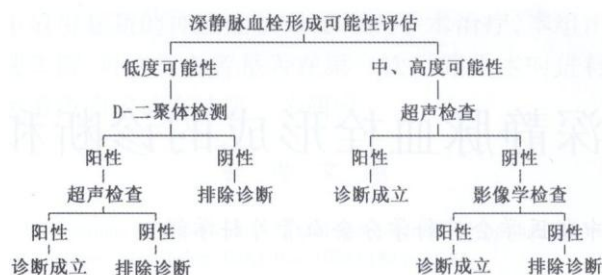 深静脉血栓形成可能性评估
低度可能性 中、高度可能性
D-二聚体检测 超声检查
阳性 阴性 阳性 阴性
超声检查 排除诊断 诊断成立 影像学检查
阳性 阴性 阳性 阴性
诊断成立 排除诊断 诊断成立 排除诊断